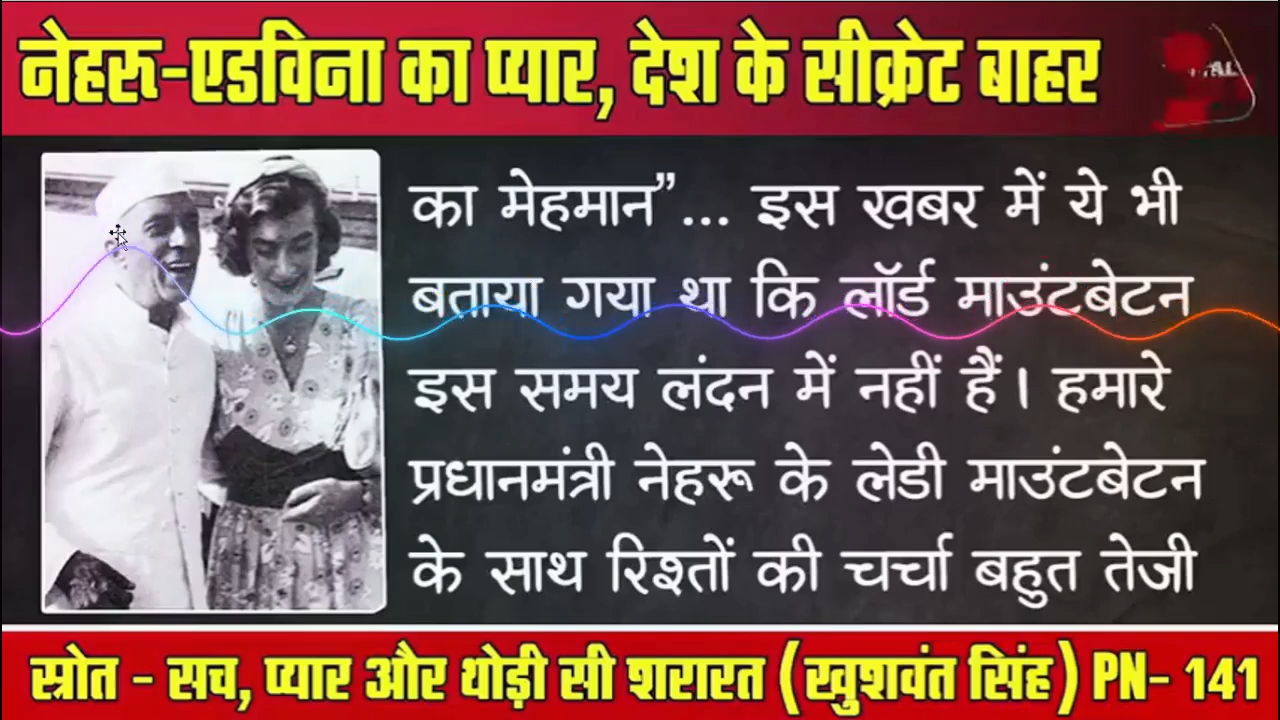 नेहरू-एडविना का प्यार, देश के सीक्रेट बाहर
का मेहमान”... इस खबर में ये भी
बताया गया था कि लॉर्ड माउंटबेटन
इस समय लंदन में नहीं हैं। हमारे
प्रधानमंत्री नेहरू के लेडी माउंटबेटन
के साथ रिश्तों की चर्चा बहुत तेजी
स्रोत - सच, प्यार और थोड़ी सी शरारत (खुशवंत सिंह) PN- 141